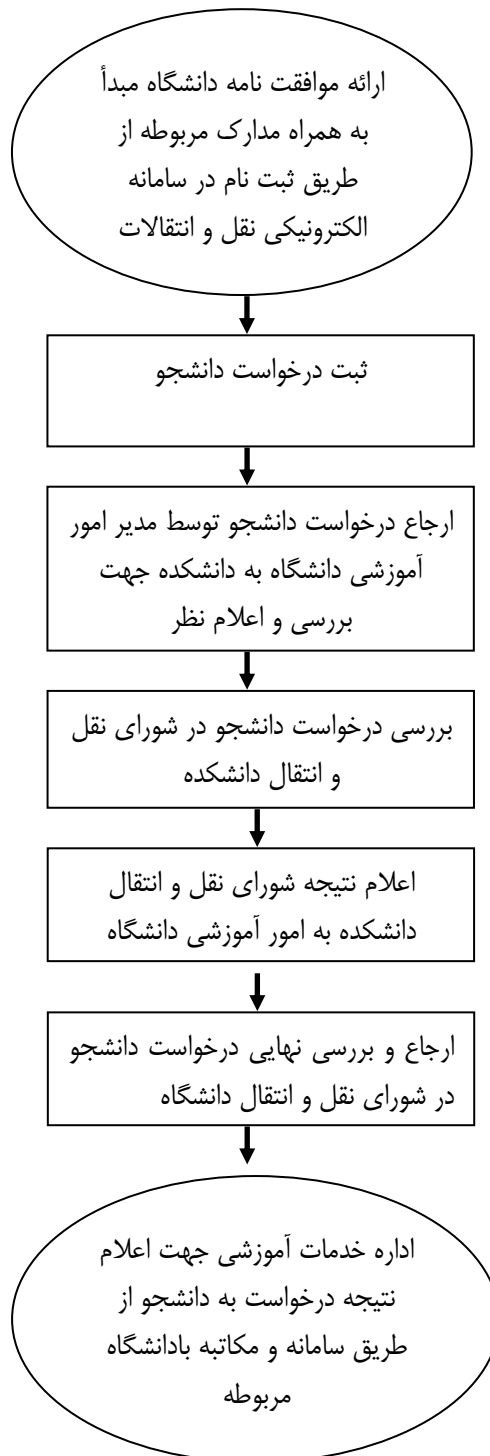 ارائه موافقت نامه دانشگاه مبدأ
به همراه مدارک مربوطه از
طریق ثبت نام در سامانه
الکترونیکی نقل و انتقالات
ثبت درخواست دانشجو
ارجاع درخواست دانشجو توسط مدیر امور
آموزشی دانشگاه به دانشکده جهت
بررسی و اعلام نظر
بررسی درخواست دانشجو در شورای نقل
و انتقال دانشکده
اعلام نتیجه شورای نقل و انتقال
دانشکده به امور آموزشی دانشگاه
ارجاع و بررسی نهایی درخواست دانشجو
در شورای نقل و انتقال دانشگاه
اداره خدمات آموزشی جهت اعلام
نتیجه درخواست به دانشجو از
طریق سامانه و مکاتبه بادانشگاه
مربوطه